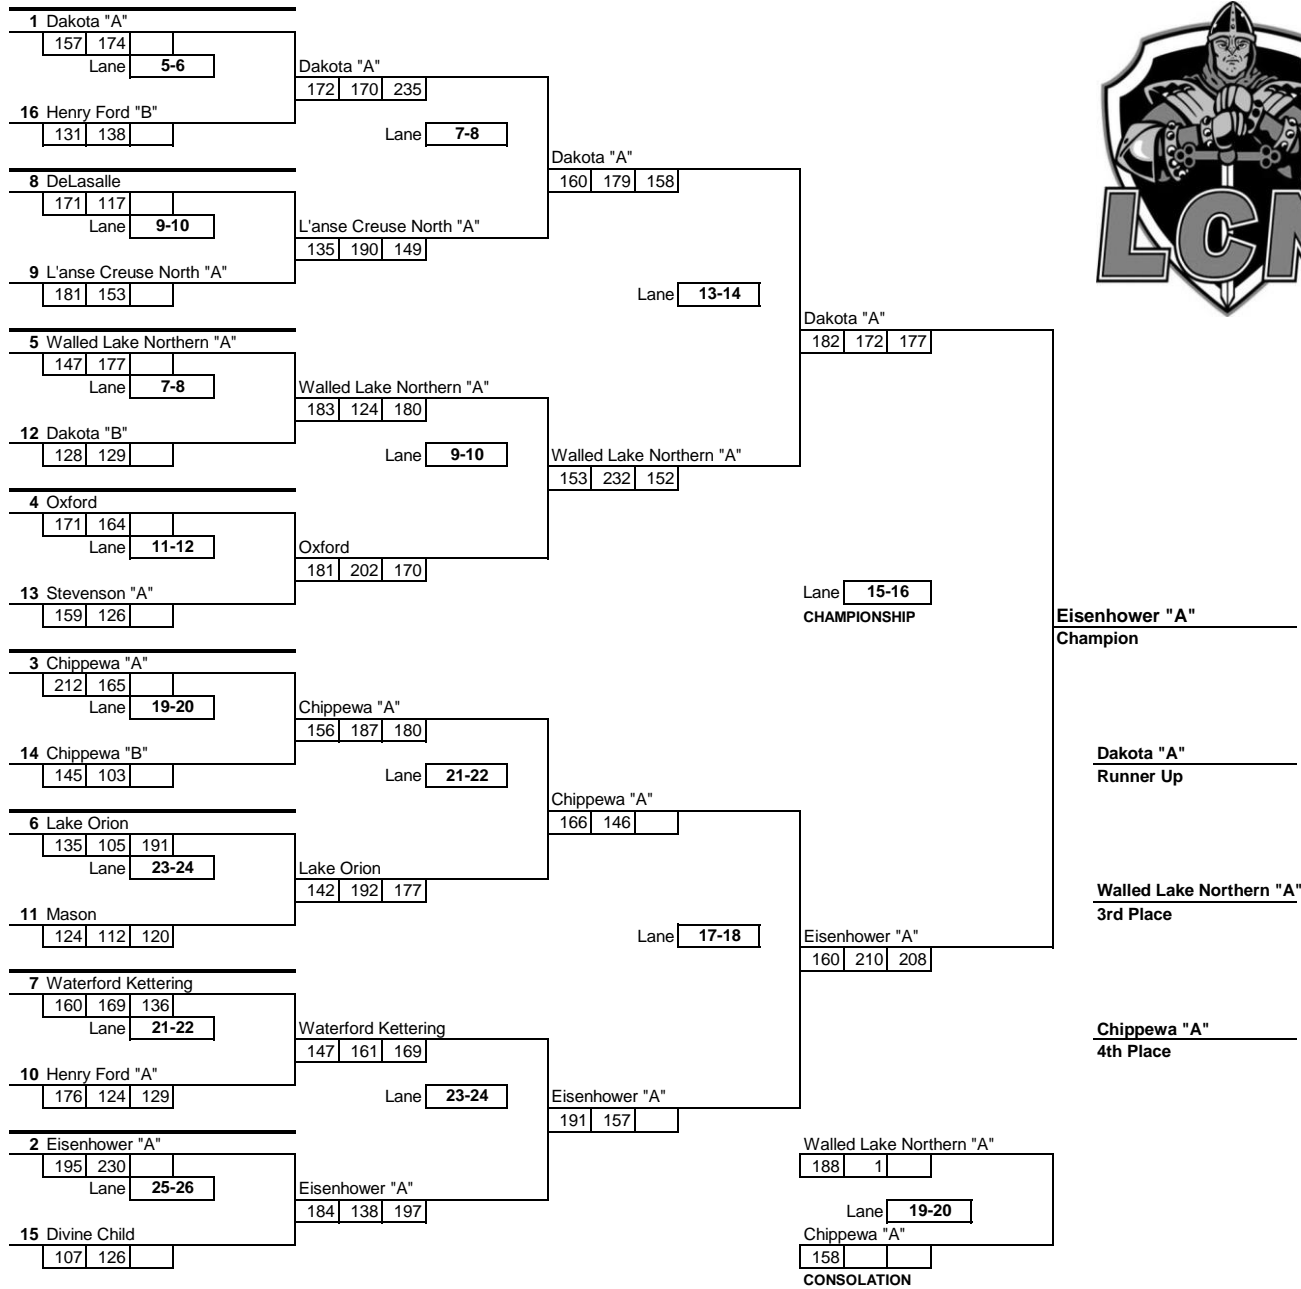 1 Dakota "A"
157 174
Lane 5-6
16 Henry Ford "B"
131 138
8 DeLasalle
171 117
Lane 9-10
9 L'anse Creuse North "A"
181 153
5 Walled Lake Northern "A"
147 177
Lane 7-8
12 Dakota "B"
128 129
4 Oxford
171 164
Lane 11-12
13 Stevenson "A"
159 126
3 Chippewa "A"
212 165
Lane 19-20
14 Chippewa "B"
145 103
6 Lake Orion
135 105 191
Lane 23-24
11 Mason
124 112 120
7 Waterford Kettering
160 169 136
Lane 21-22
10 Henry Ford "A"
176 124 129
2 Eisenhower "A"
195 230
Lane 25-26
15 Divine Child
107 126
Dakota "A"
172 170 235
Lane 7-8
L'anse Creuse North "A"
135 190 149
Walled Lake Northern "A"
183 124 180
Lane 9-10
Oxford
181 202 170
Chippewa "A"
156 187 180
Lane 21-22
Lake Orion
142 192 177
Waterford Kettering
147 161 169
Lane 23-24
Eisenhower "A"
184 138 197
Dakota "A"
160 179 158
Lane 13-14
Walled Lake Northern "A"
153 232 152
Chippewa "A"
166 146
Lane 17-18
Eisenhower "A"
191 157
Dakota "A"
182 172 177
Lane 15-16
CHAMPIONSHIP
Eisenhower "A"
160 210 208
Walled Lake Northern "A"
188 1
Lane 19-20
Chippewa "A"
158
CONSOLATION
LCN
Eisenhower "A"
Champion
Dakota "A"
Runner Up
Walled Lake Northern "A"
3rd Place
Chippewa "A"
4th Place